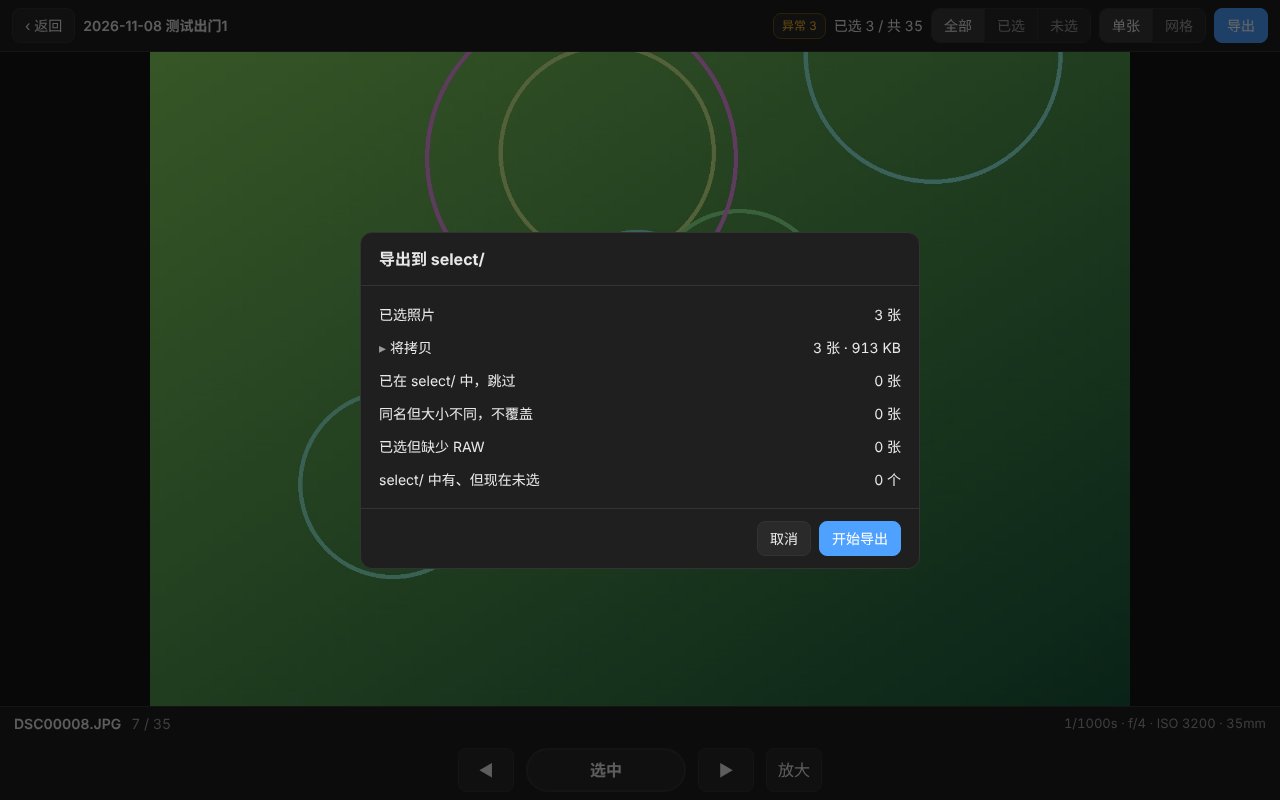 ‹ 返回 2026-11-08 测试出门1 异常 3 已选 3 / 共 35 全部 已选 未选 单张 网格 导出
导出到 select/
已选照片 3 张
▸ 将拷贝 3 张 · 913 KB
已在 select/ 中，跳过 0 张
同名但大小不同，不覆盖 0 张
已选但缺少 RAW 0 张
select/ 中有、但现在未选 0 个
取消 开始导出
DSC00008.JPG 7 / 35 1/1000s · f/4 · ISO 3200 · 35mm
◀ 选中 ▶ 放大